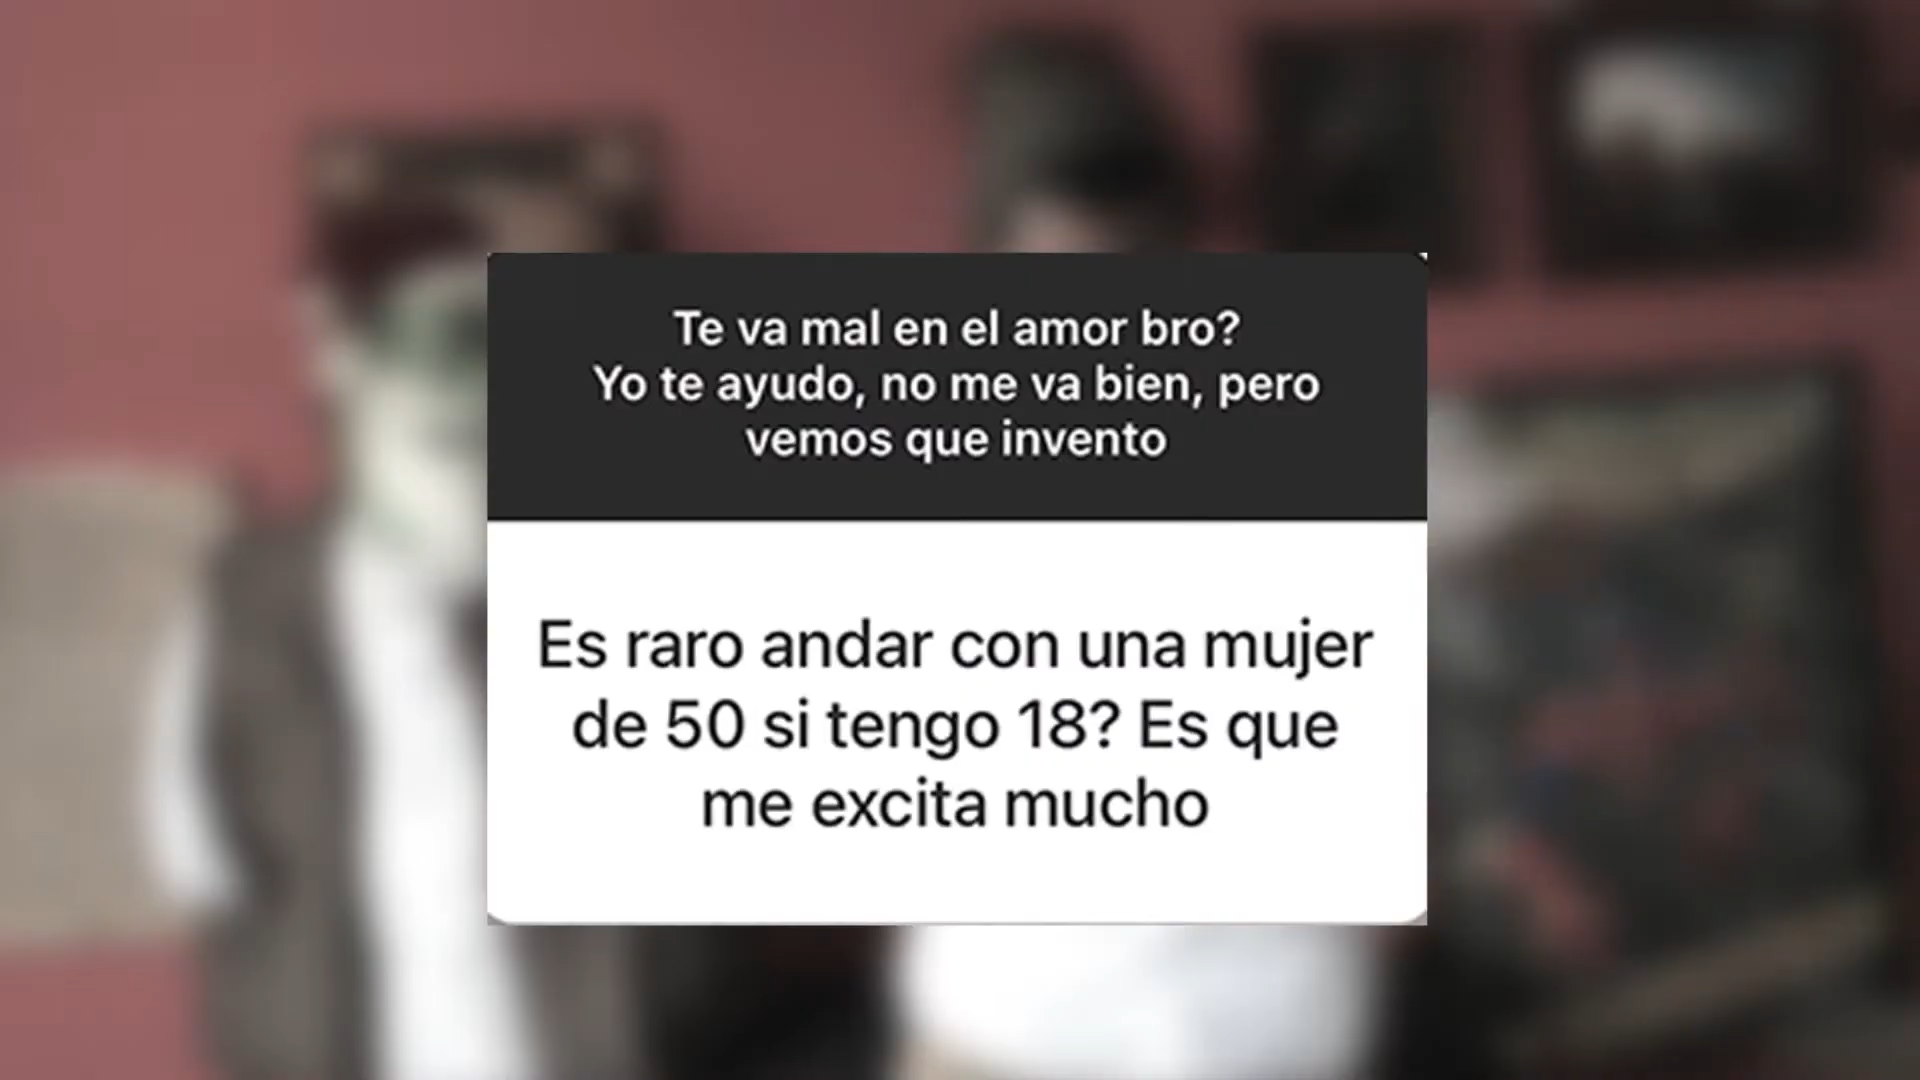 Te va mal en el amor bro?
Yo te ayudo, no me va bien, pero
vemos que invento
Es raro andar con una mujer
de 50 si tengo 18? Es que
me excita mucho